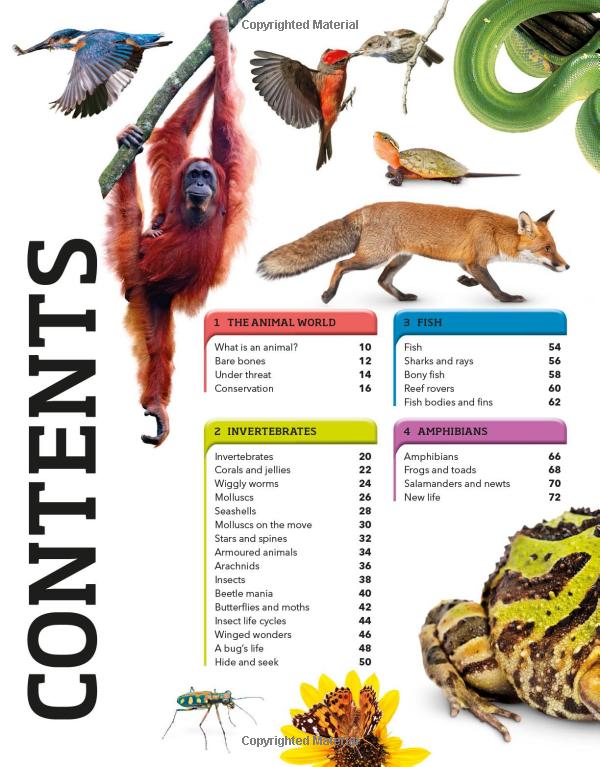 Copyrighted Material
CONTENTS
1 THE ANIMAL WORLD
What is an animal? 10
Bare bones 12
Under threat 14
Conservation 16
2 INVERTEBRATES
Invertebrates 20
Corals and jellies 22
Wiggly worms 24
Molluscs 26
Seashells 28
Molluscs on the move 30
Stars and spines 32
Armoured animals 34
Arachnids 36
Insects 38
Beetle mania 40
Butterflies and moths 42
Insect life cycles 44
Winged wonders 46
A bug's life 48
Hide and seek 50
3 FISH
Fish 54
Sharks and rays 56
Bony fish 58
Reef rovers 60
Fish bodies and fins 62
4 AMPHIBIANS
Amphibians 66
Frogs and toads 68
Salamanders and newts 70
New life 72
Copyrighted Material